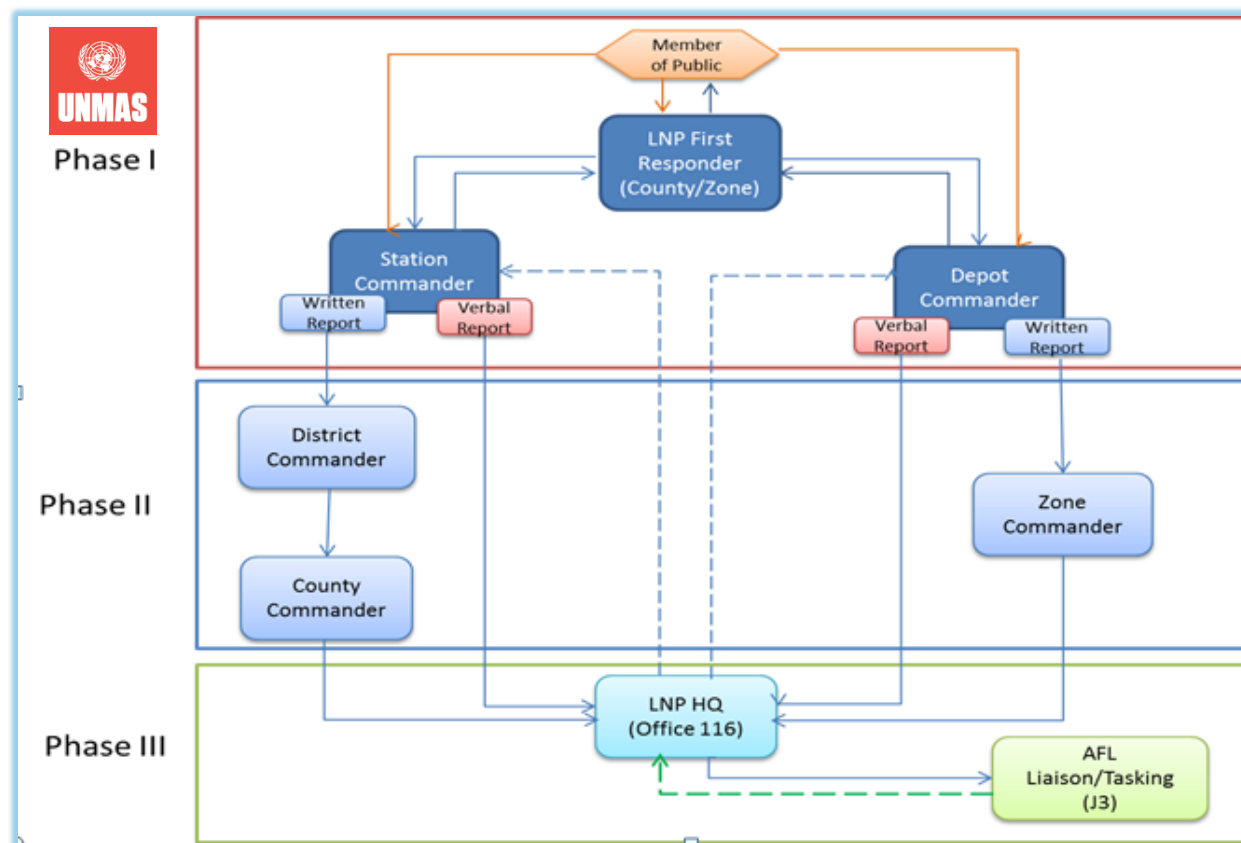 UNMAS
Member
of Public
Phase I
LNP First
Responder
(County/Zone)
Station
Commander
Depot
Commander
Written
Report
Verbal
Report
Verbal
Report
Written
Report
District
Commander
Phase II
Zone
Commander
County
Commander
LNP HQ
(Office 116)
Phase III
AFL
Liaison/Tasking
(J3)